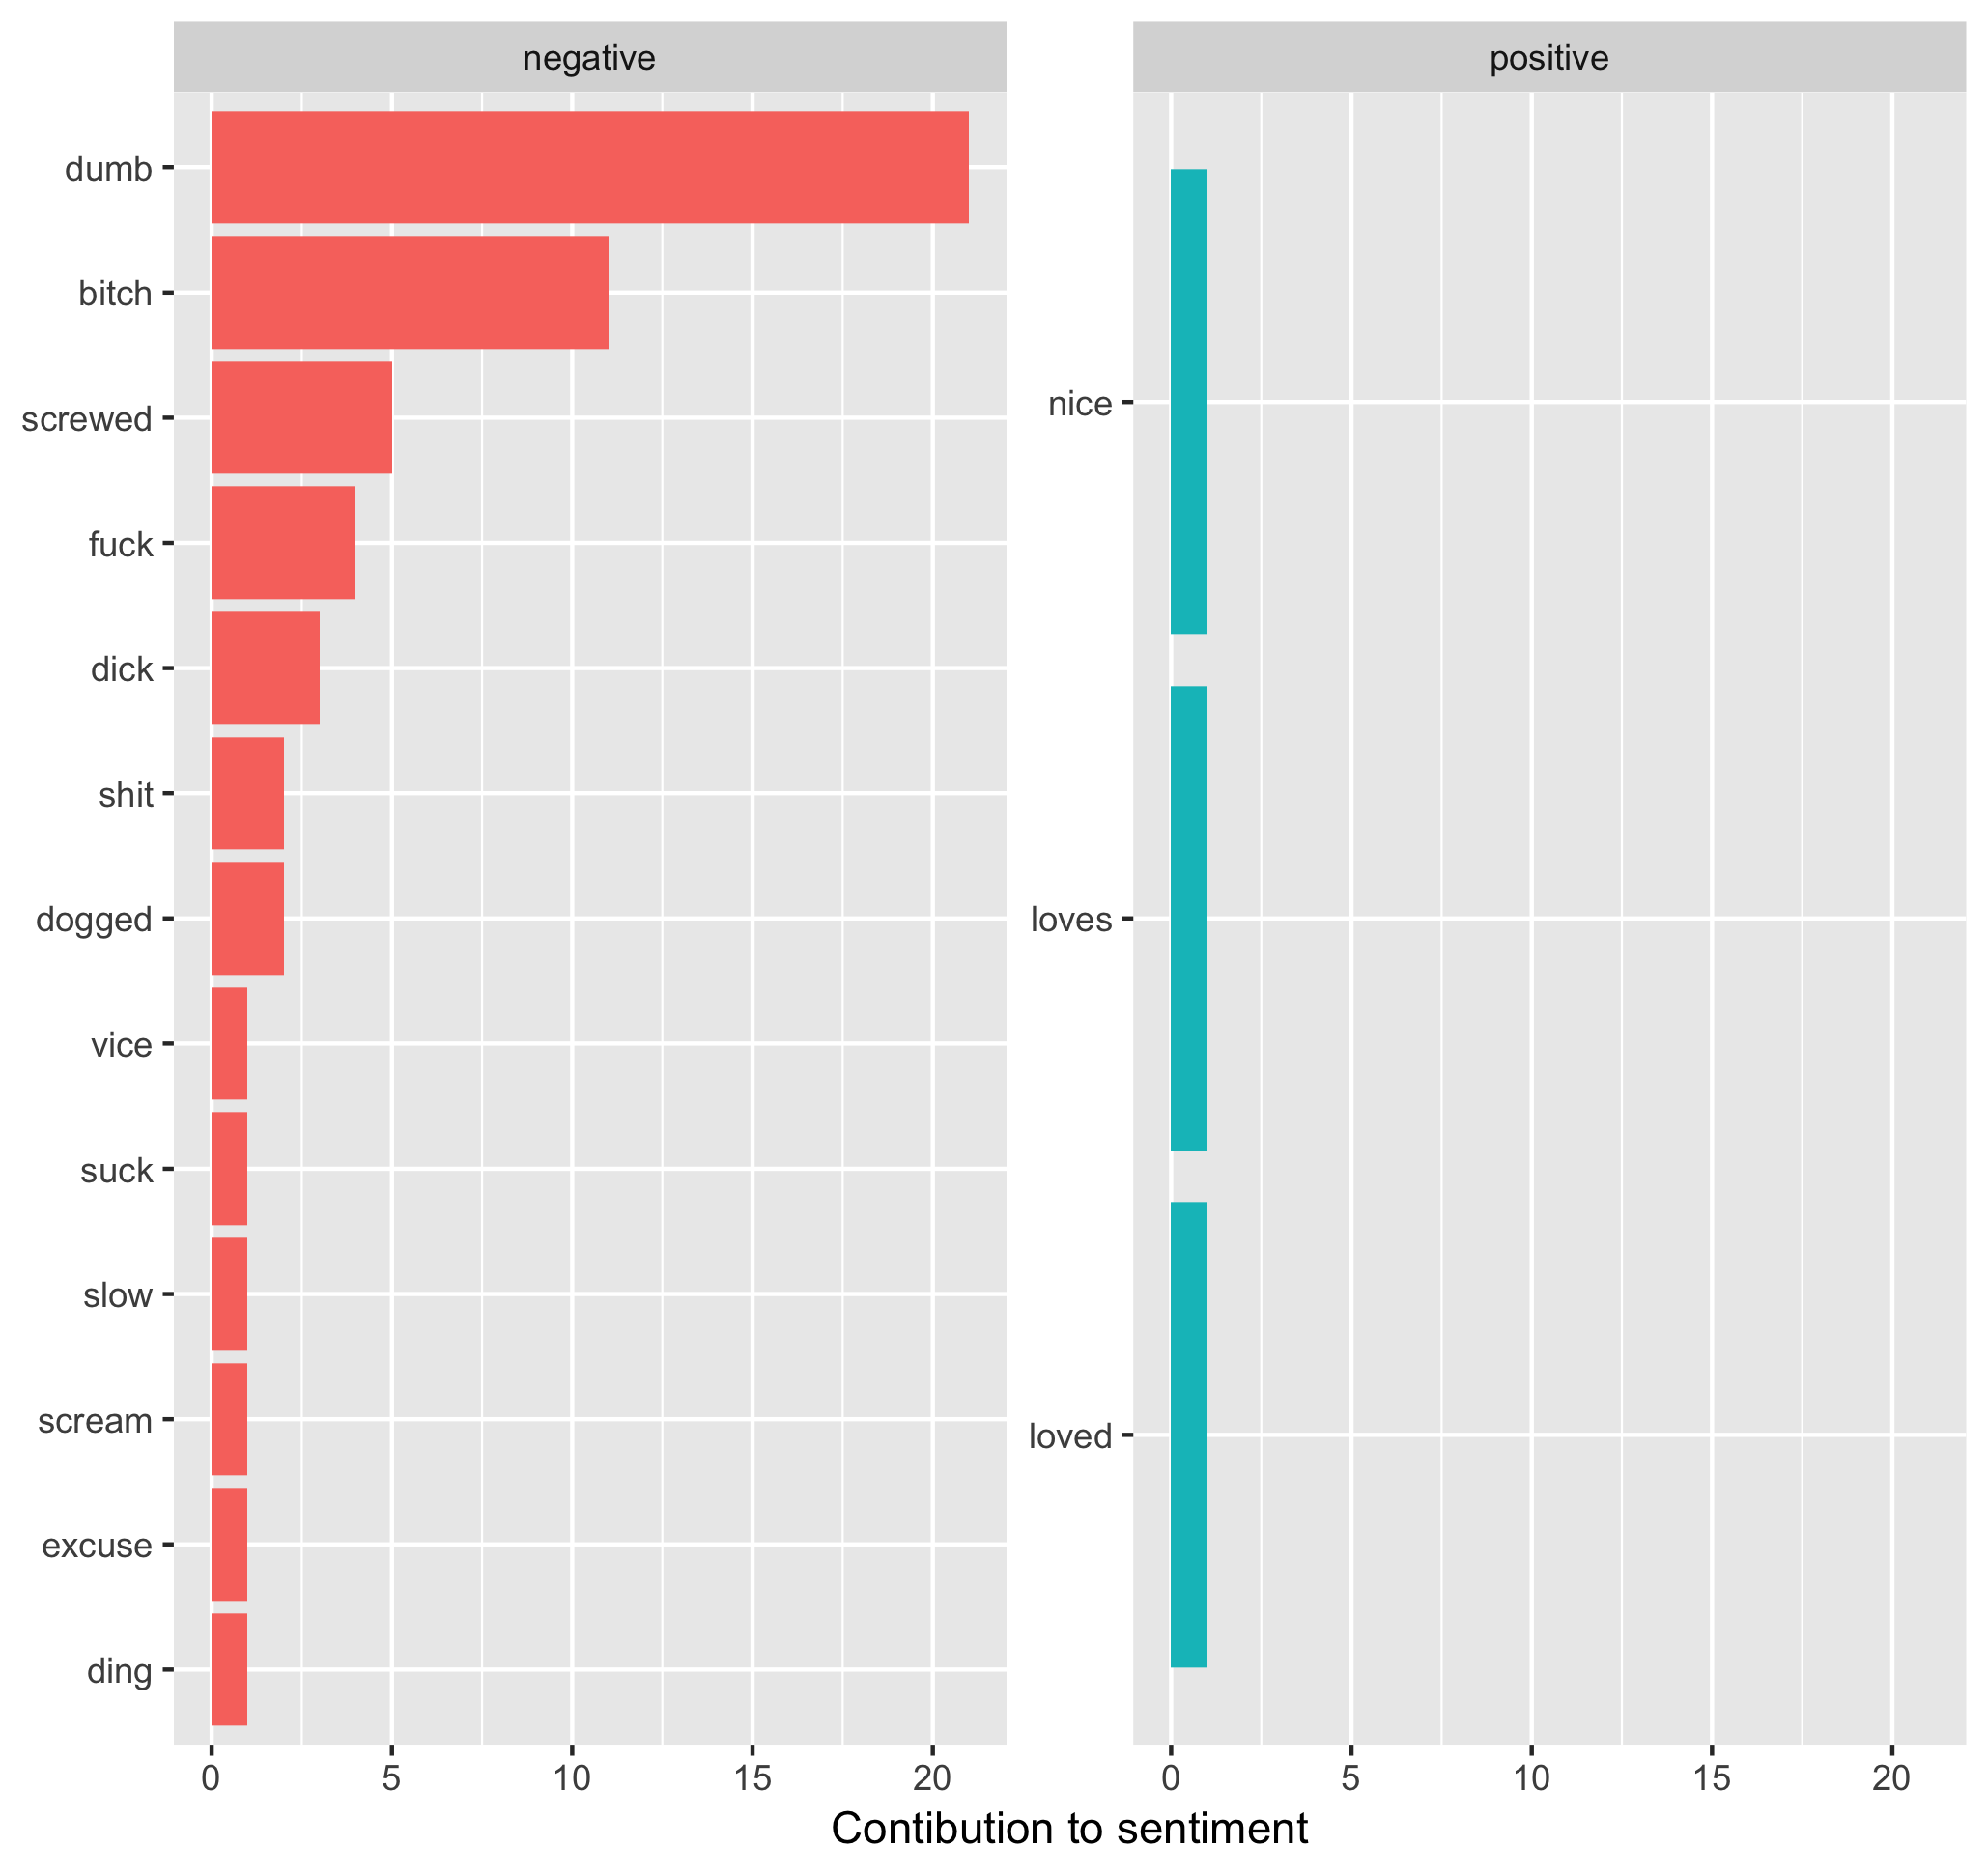 negative
positive
dumb
bitch
screwed
fuck
dick
shit
dogged
vice
suck
slow
scream
excuse
ding
nice
loves
loved
0 5 10 15 20
0 5 10 15 20
Contibution to sentiment